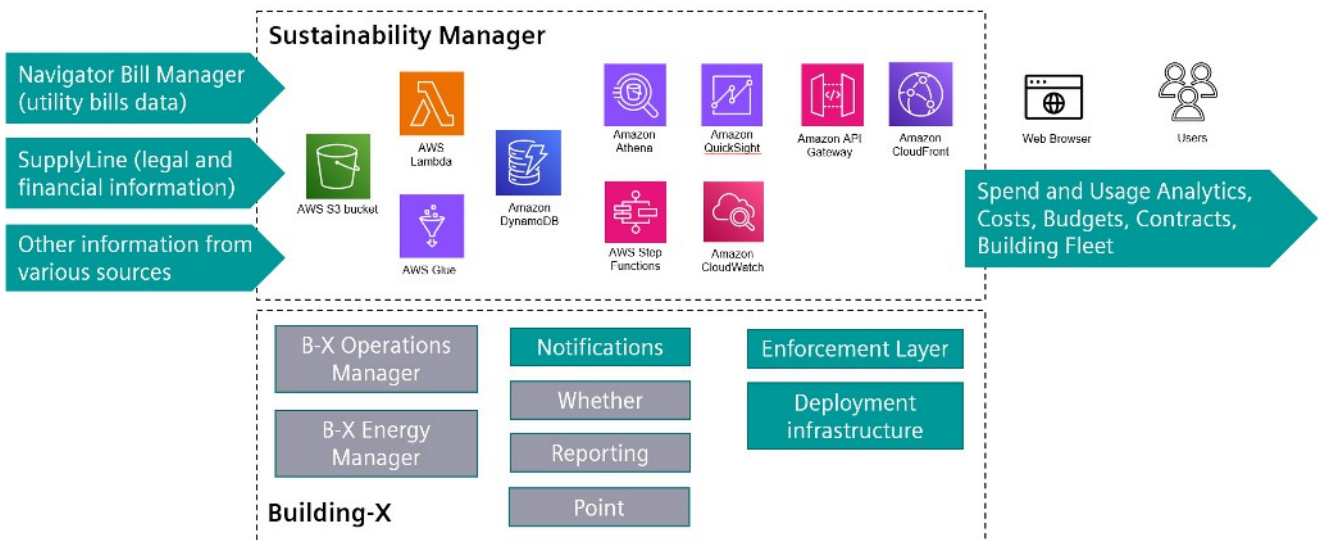 Sustainability Manager
Navigator Bill Manager
(utility bills data)
SupplyLine (legal and
financial information)
Other information from
various sources
AWS S3 bucket
AWS
Lambda
AWS Glue
Amazon
DynamoDB
Amazon
Athena
Amazon
QuickSight
Amazon API
Gateway
Amazon
CloudFront
AWS Step
Functions
Amazon
CloudWatch
Web Browser
Users
Spend and Usage Analytics,
Costs, Budgets, Contracts,
Building Fleet
B-X Operations
Manager
B-X Energy
Manager
Notifications
Whether
Reporting
Point
Enforcement Layer
Deployment
infrastructure
Building-X